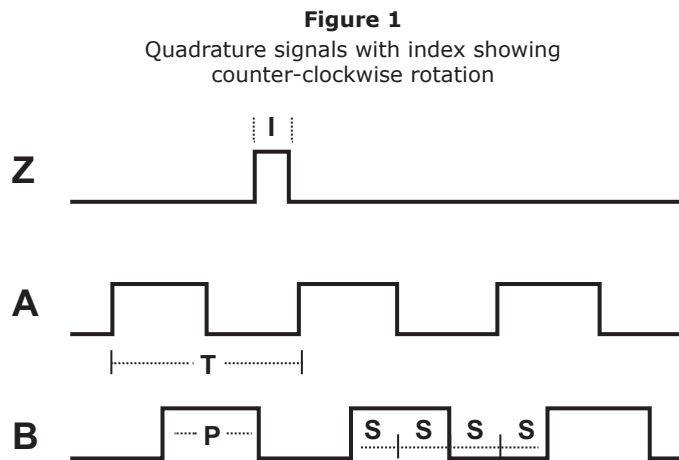 Figure 1
Quadrature signals with index showing
counter-clockwise rotation
I
Z
A
T
B
P
S S S S